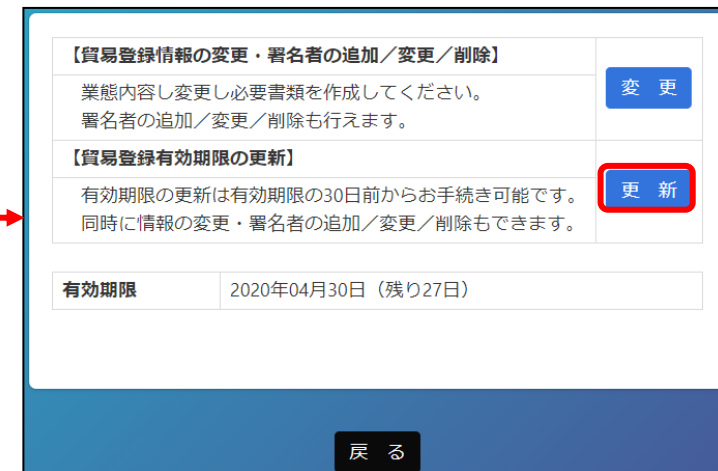 【貿易登録情報の変更・署名者の追加／変更／削除】
業態内容し変更し必要書類を作成してください。
署名者の追加／変更／削除も行えます。
変　更
【貿易登録有効期限の更新】
有効期限の更新は有効期限の30日前からお手続き可能です。
同時に情報の変更・署名者の追加／変更／削除もできます。
更　新
有効期限　2020年04月30日（残り27日）
戻　る